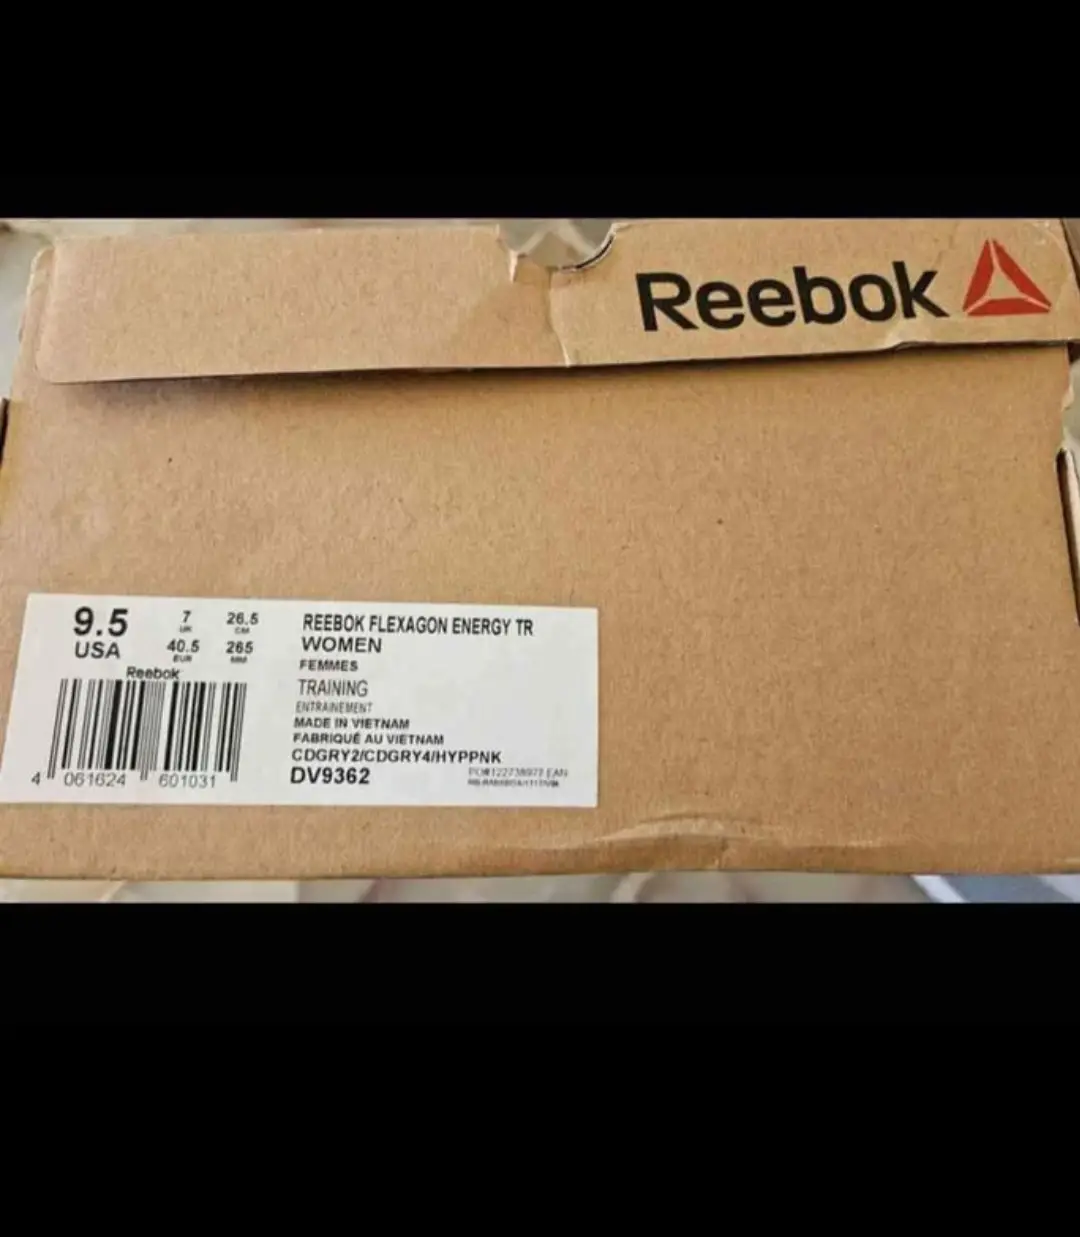 Reebok
9.5
USA
7
UK
40.5
EUR
26.5
CM
265
MM
Reebok
4 061624 601031
REEBOK FLEXAGON ENERGY TR
WOMEN
FEMMES
TRAINING
ENTRAINEMENT
MADE IN VIETNAM
FABRIQUÉ AU VIETNAM
CDGRY2/CDGRY4/HYPPNK
DV9362
EAN